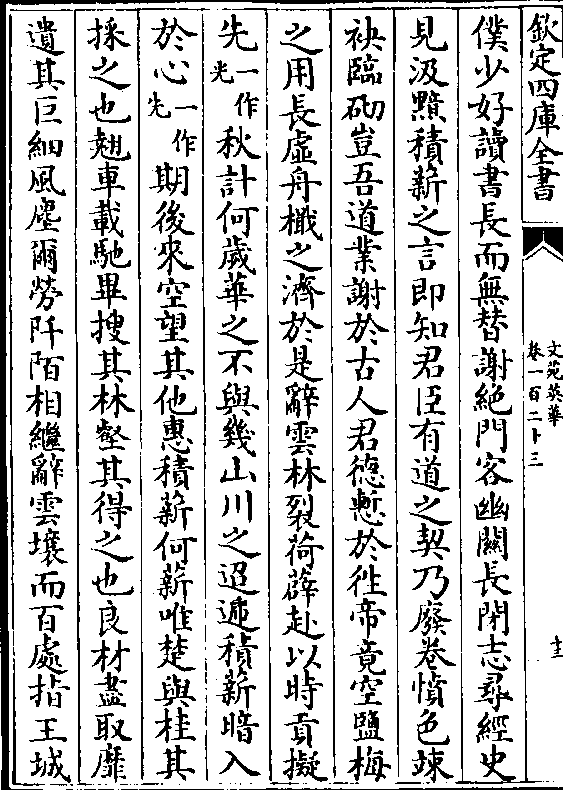 欽定四庫全書
文苑英華
卷一百二十三
十三
僕少好讀書長而無替謝絶門客幽關長閉志尋經史
見汲黯積薪之言即知君臣有道之契乃廢卷憤色竦
袂臨砌豈吾道業謝於古人君德慙於徃帝竟空鹽梅
之用長虚舟檝之濟於是辭雲林裂荷薜赴以時貢擬
先一作光秋計何歲華之不與幾山川之迢遞積薪暗入
於心一作先期後來空望其他惠積薪何薪唯楚與桂其
採之也翹車載馳畢搜其林壑其得之也良材盡取靡
遺其巨細風塵爾勞阡陌相繼辭雲壤而百處指王城